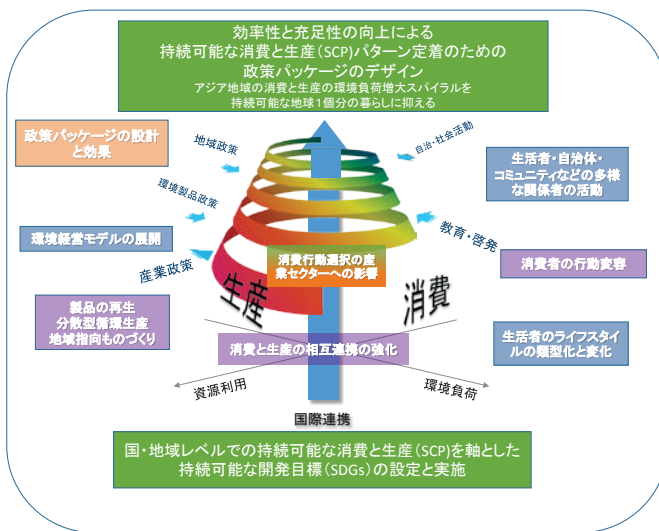 効率性と充足性の向上による
持続可能な消費と生産(SCP)パターン定着のための
政策パッケージのデザイン
アジア地域の消費と生産の環境負荷増大スパイラルを
持続可能な地球1個分の暮らしに抑える
政策パッケージの設計
と効果
地域政策
自治・社会活動
生活者・自治体・
コミュニティなどの多様
な関係者の活動
環境製品政策
環境経営モデルの展開
教育・啓発
産業政策
消費行動選択の産
業セクターへの影響
消費者の行動変容
生産
消費
製品の再生
分散型循環生産
地域指向ものづくり
消費と生産の相互連携の強化
生活者のライフスタイ
ルの類型化と変化
資源利用
環境負荷
国際連携
国・地域レベルでの持続可能な消費と生産(SCP)を軸とした
持続可能な開発目標(SDGs)の設定と実施